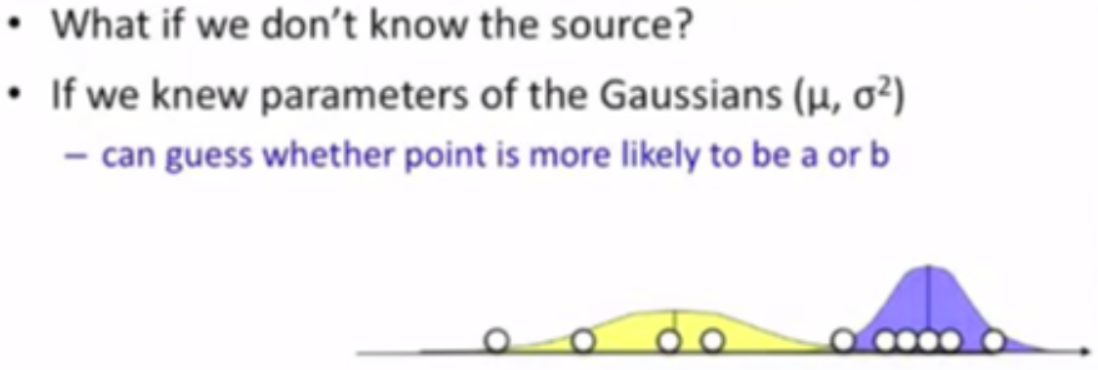 • What if we don't know the source?
• If we knew parameters of the Gaussians (μ, σ²)
– can guess whether point is more likely to be a or b